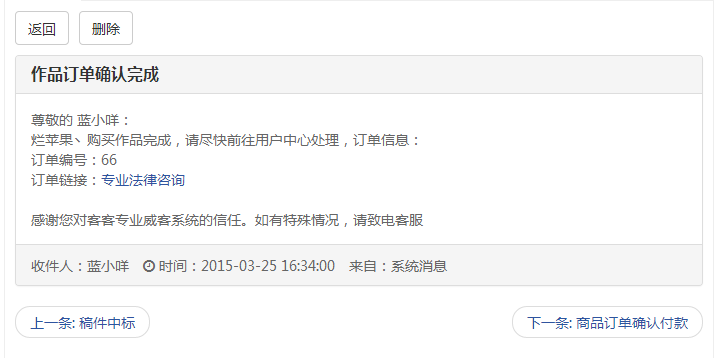 返回 删除
作品订单确认完成
尊敬的 蓝小咩：
烂苹果丶购买作品完成，请尽快前往用户中心处理，订单信息：
订单编号：66
订单链接：专业法律咨询
感谢您对客客专业威客系统的信任。如有特殊情况，请致电客服
收件人：蓝小咩 时间：2015-03-25 16:34:00 来自：系统消息
上一条: 稿件中标 下一条: 商品订单确认付款